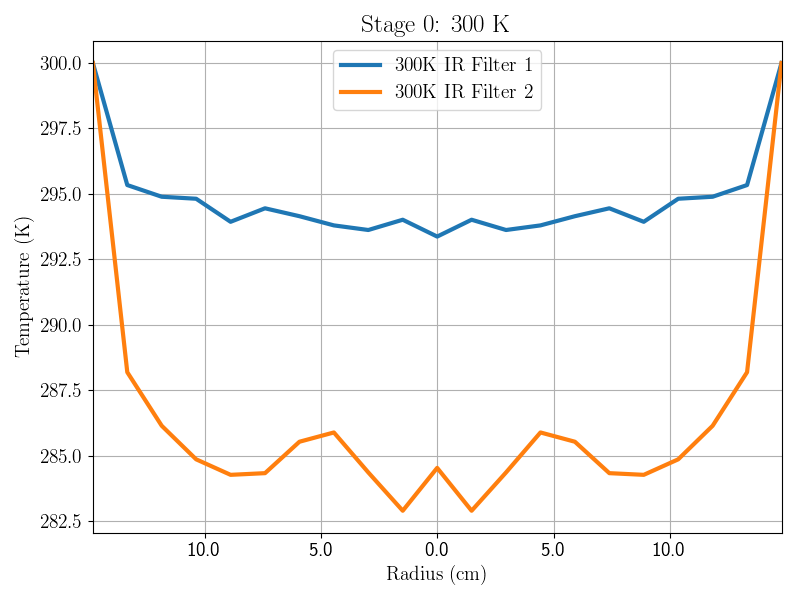 Stage 0: 300 K
300K IR Filter 1
300K IR Filter 2
Temperature (K)
300.0
297.5
295.0
292.5
290.0
287.5
285.0
282.5
10.0 5.0 0.0 5.0 10.0
Radius (cm)